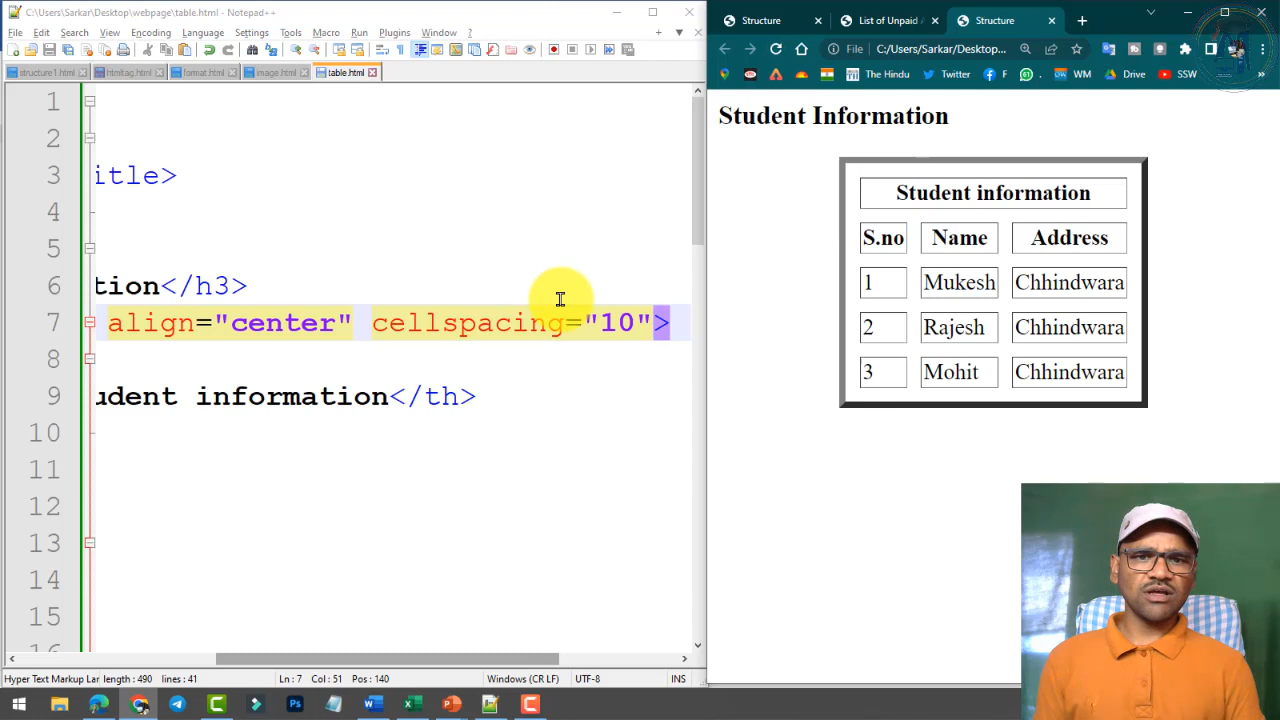 C:\Users\Sarkar\Desktop\webpage\table.html - Notepad++
File Edit Search View Encoding Language Settings Tools Macro Run Plugins Window ?
structure1.html htmltag.html format.html image.html table.html
1
2
3 itle>
4
5
6 tion</h3>
7 align="center" cellspacing="10">
8
9 udent information</th>
10
11
12
13
14
15
16
Hyper Text Markup Lar length : 490 lines : 41 Ln : 7 Col : 51 Pos : 140 Windows (CR LF) UTF-8 INS
Structure List of Unpaid / Structure
File C:/Users/Sarkar/Desktop...
The Hindu Twitter F . WM Drive SSW
Student Information
Student information
S.no Name Address
1 Mukesh Chhindwara
2 Rajesh Chhindwara
3 Mohit Chhindwara